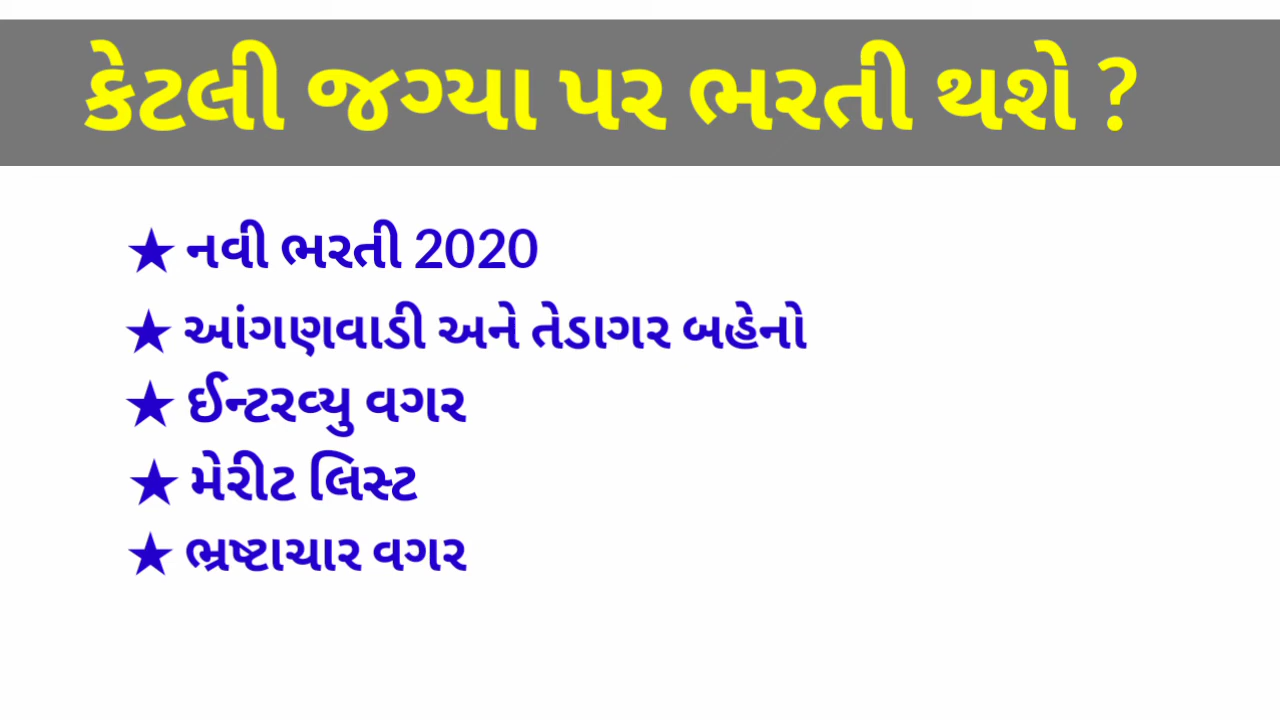 કેટલી જગ્યા પર ભરતી થશે ?
★ નવી ભરતી 2020
★ આંગણવાડી અને તેડાગર બહેનો
★ ઈન્ટરવ્યુ વગર
★ મેરીટ લિસ્ટ
★ ભ્રષ્ટાચાર વગર